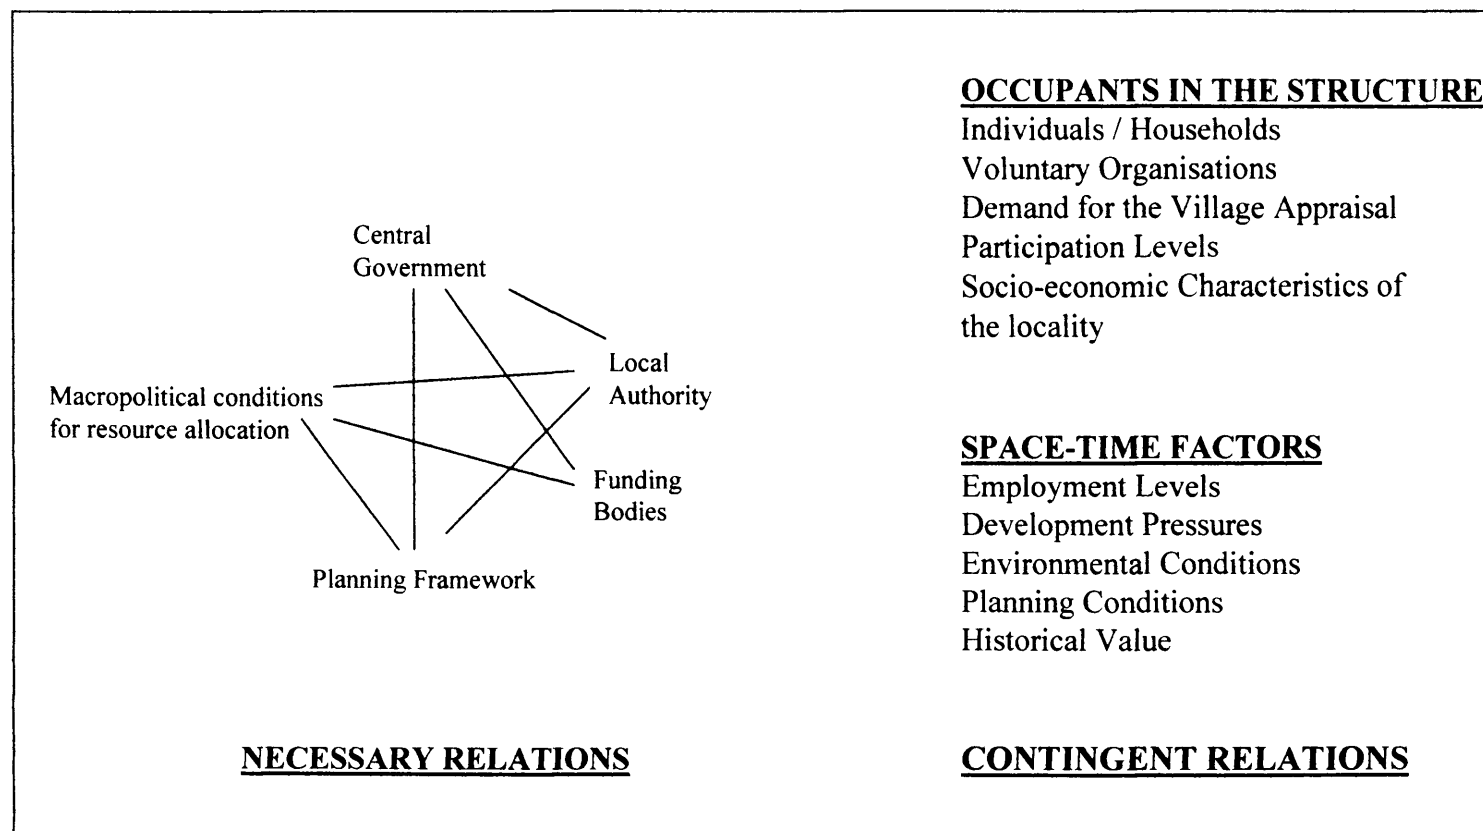 Central
Government
Local
Authority
Macropolitical conditions
for resource allocation
Funding
Bodies
Planning Framework
NECESSARY RELATIONS
OCCUPANTS IN THE STRUCTURE
Individuals / Households
Voluntary Organisations
Demand for the Village Appraisal
Participation Levels
Socio-economic Characteristics of
the locality
SPACE-TIME FACTORS
Employment Levels
Development Pressures
Environmental Conditions
Planning Conditions
Historical Value
CONTINGENT RELATIONS